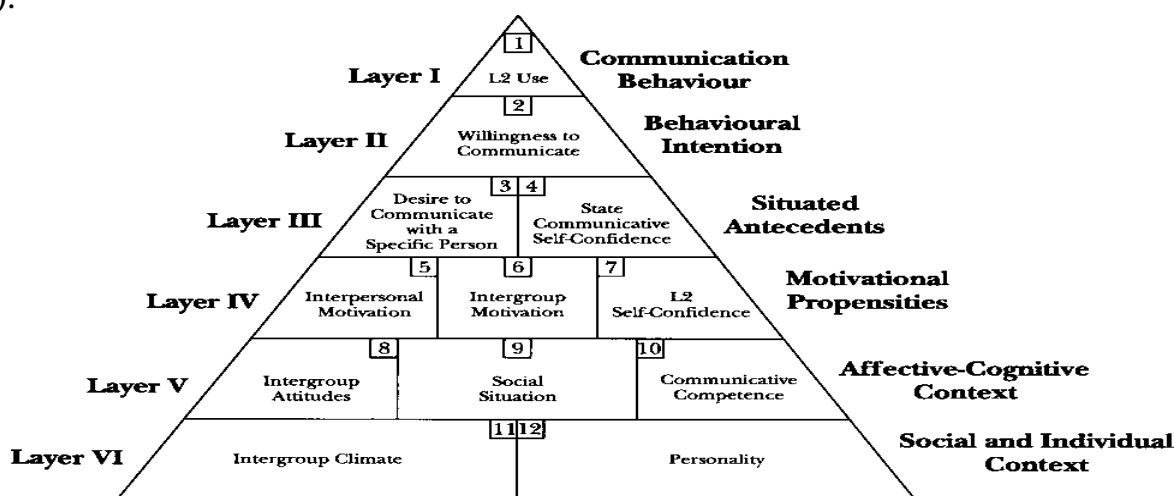 ).
1
Layer I
L2 Use
Communication
Behaviour
2
Layer II
Willingness to
Communicate
Behavioural
Intention
3 4
Layer III
Desire to
Communicate
with a
Specific Person
State
Communicative
Self-Confidence
Situated
Antecedents
5 6 7
Layer IV
Interpersonal
Motivation
Intergroup
Motivation
L2
Self-Confidence
Motivational
Propensities
8 9 10
Layer V
Intergroup
Attitudes
Social
Situation
Communicative
Competence
Affective-Cognitive
Context
11 12
Layer VI
Intergroup Climate
Personality
Social and Individual
Context